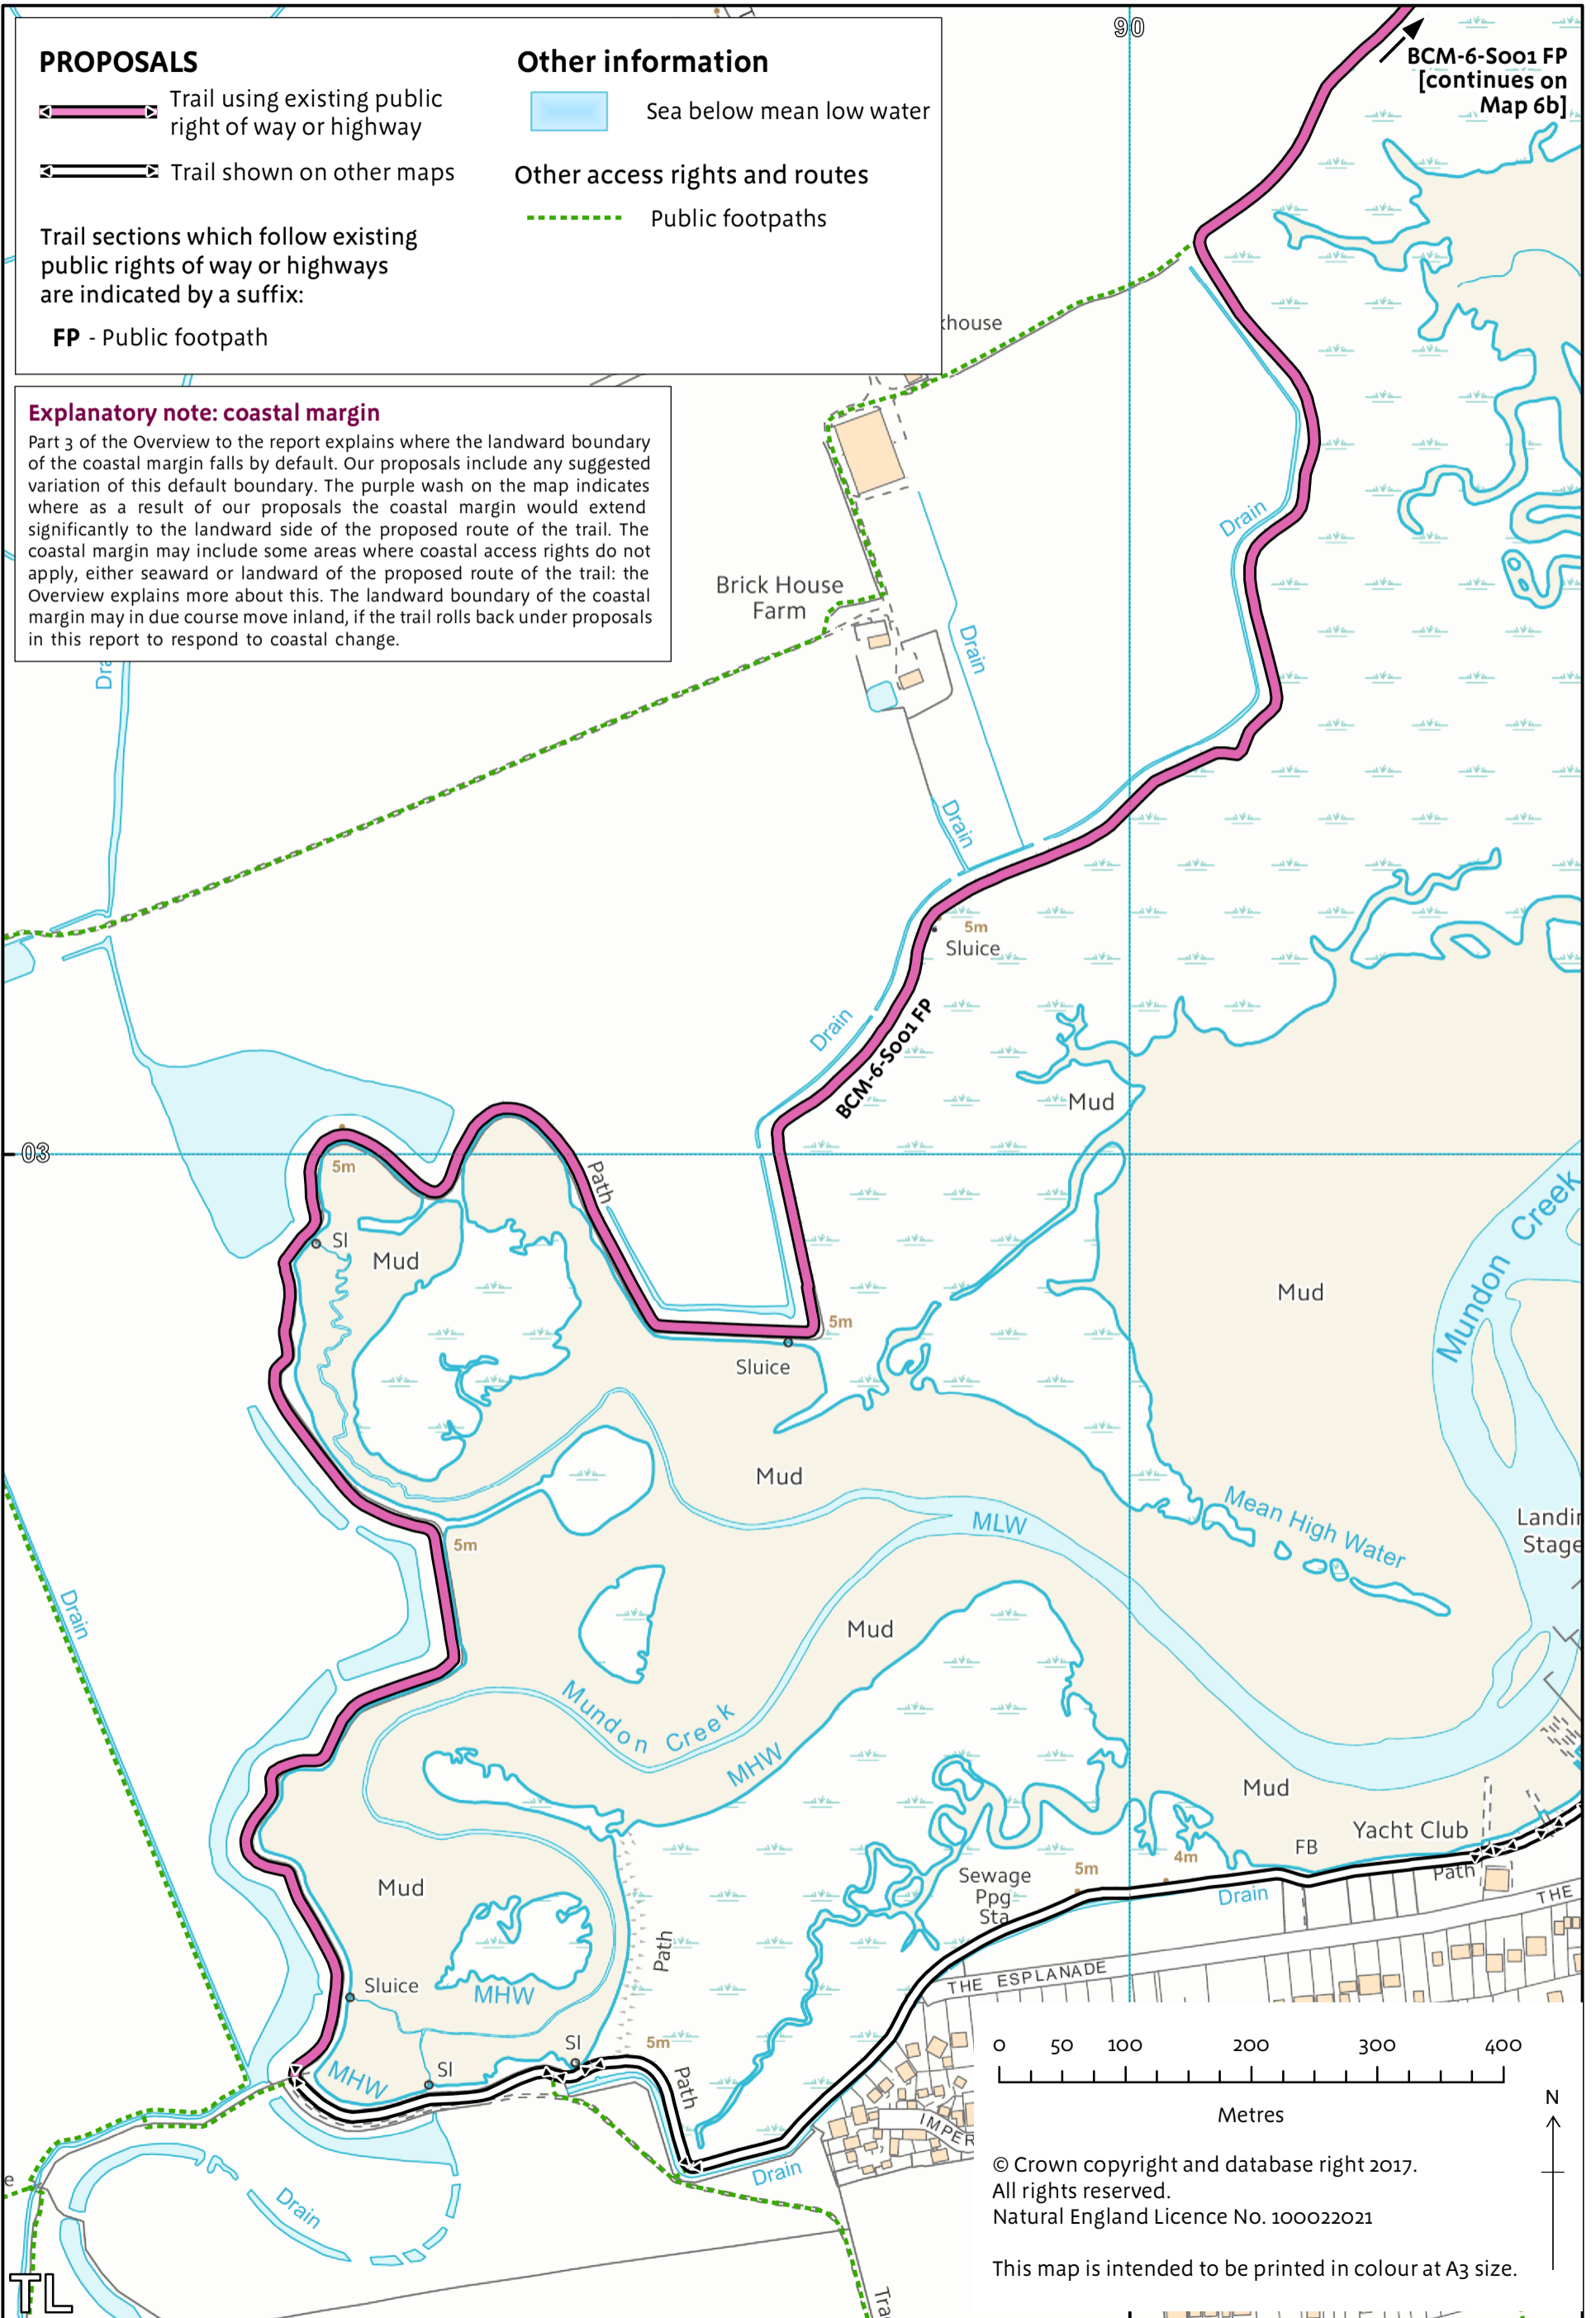 PROPOSALS
Trail using existing public
right of way or highway
Trail shown on other maps
Trail sections which follow existing
public rights of way or highways
are indicated by a suffix:
FP - Public footpath
Other information
Sea below mean low water
Other access rights and routes
Public footpaths
90
BCM-6-S001 FP
[continues on
Map 6b]
Explanatory note: coastal margin
Part 3 of the Overview to the report explains where the landward boundary
of the coastal margin falls by default. Our proposals include any suggested
variation of this default boundary. The purple wash on the map indicates
where as a result of our proposals the coastal margin would extend
significantly to the landward side of the proposed route of the trail. The
coastal margin may include some areas where coastal access rights do not
apply, either seaward or landward of the proposed route of the trail: the
Overview explains more about this. The landward boundary of the coastal
margin may in due course move inland, if the trail rolls back under proposals
in this report to respond to coastal change.
Drain
Brick House
Farm
Drain
Drain
5m
Sluice
Drain
BCM-6-S001 FP
Mud
03
5m
Path
Sl
Mud
Mundon Creek
Mud
5m
Sluice
Mud
Mean High Water
MLW
5m
Drain
Mud
Mundon Creek
MHW
Mud
Yacht Club
FB
Path
Sewage
Ppg
Sta
5m
4m
Drain
THE
Mud
Path
THE ESPLANADE
Sluice
MHW
Sl
5m
Sl
MHW
Path
Drain
Drain
0 50 100 200 300 400
Metres
N
© Crown copyright and database right 2017.
All rights reserved.
Natural England Licence No. 100022021
This map is intended to be printed in colour at A3 size.
TL